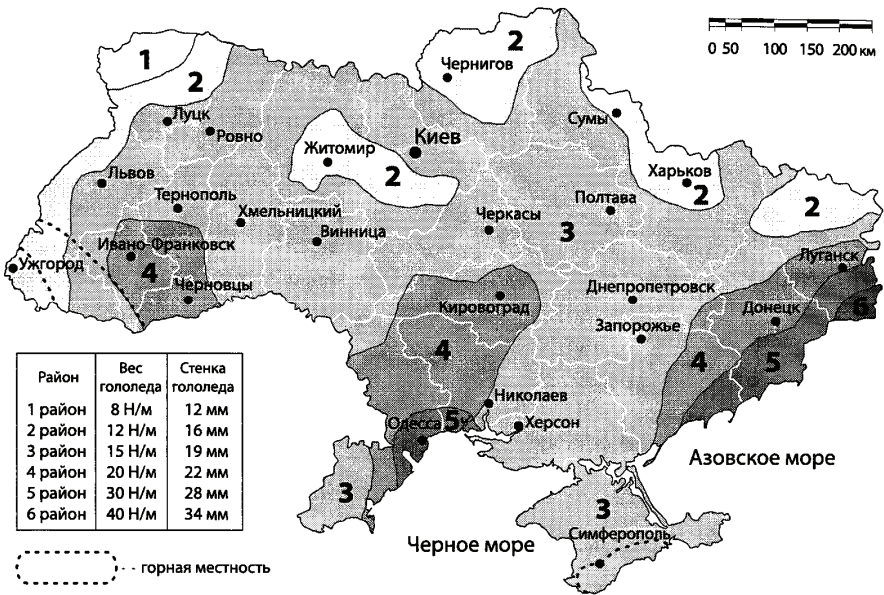 1
2
2
Чернигов
0 50 100 150 200 км
Луцк
Ровно
Сумы
Киев
Житомир
2
Львов
Харьков
2
Тернополь
Полтава
2
Хмельницкий
Черкасы
3
Винница
Ивано-Франковск
4
Ужгород
Луганск
Черновцы
Кировоград
Днепропетровск
Донецк
6
Запорожье
4
4
5
Район Вес гололеда Стенка гололеда
1 район 8 Н/м 12 мм
2 район 12 Н/м 16 мм
3 район 15 Н/м 19 мм
4 район 20 Н/м 22 мм
5 район 30 Н/м 28 мм
6 район 40 Н/м 34 мм
Николаев
Одесса
5
Херсон
Азовское море
3
3
Симферополь
Черное море
горная местность